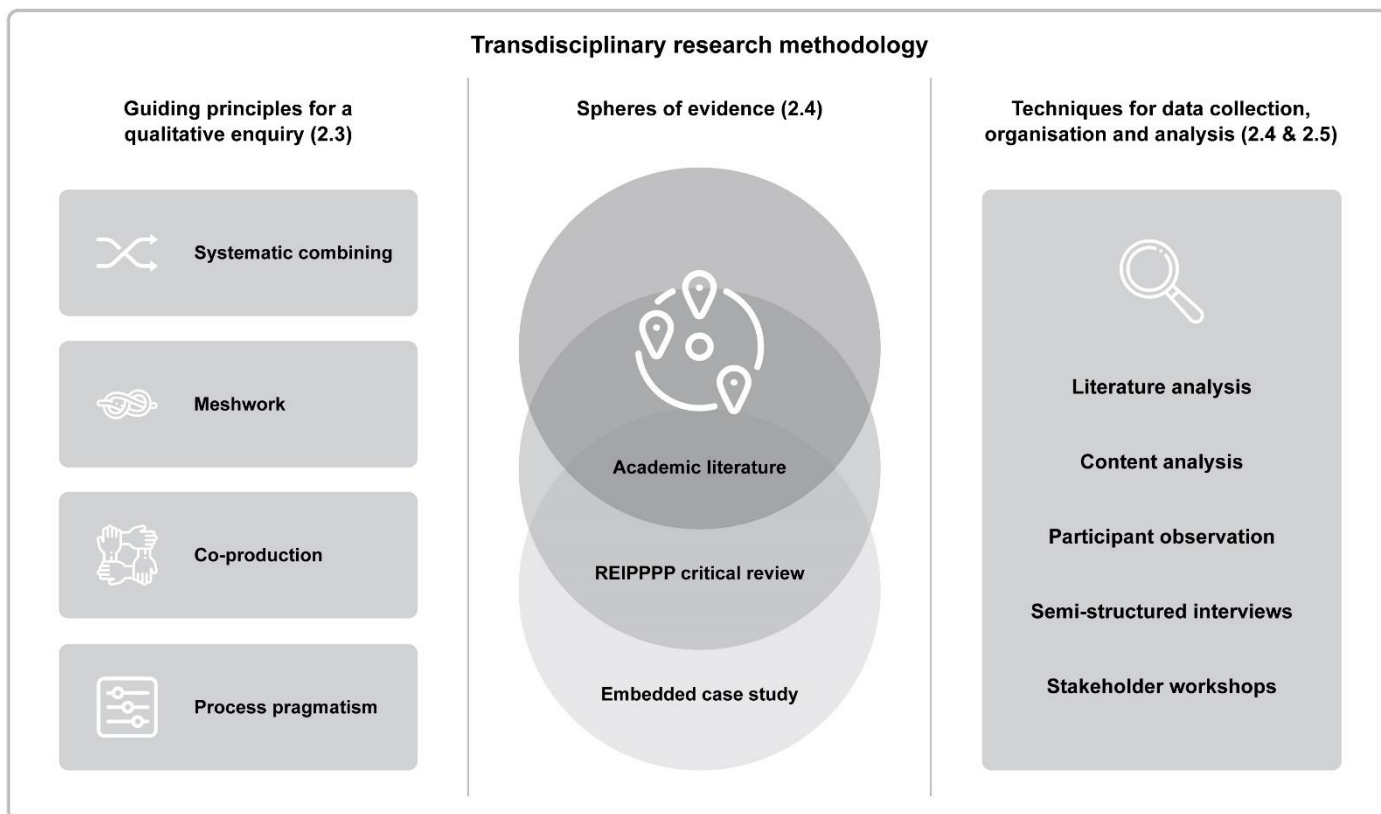 Transdisciplinary research methodology
Guiding principles for a
qualitative enquiry (2.3)
Systematic combining
Meshwork
Co-production
Process pragmatism
Spheres of evidence (2.4)
Academic literature
REIPPPP critical review
Embedded case study
Techniques for data collection,
organisation and analysis (2.4 & 2.5)
Literature analysis
Content analysis
Participant observation
Semi-structured interviews
Stakeholder workshops